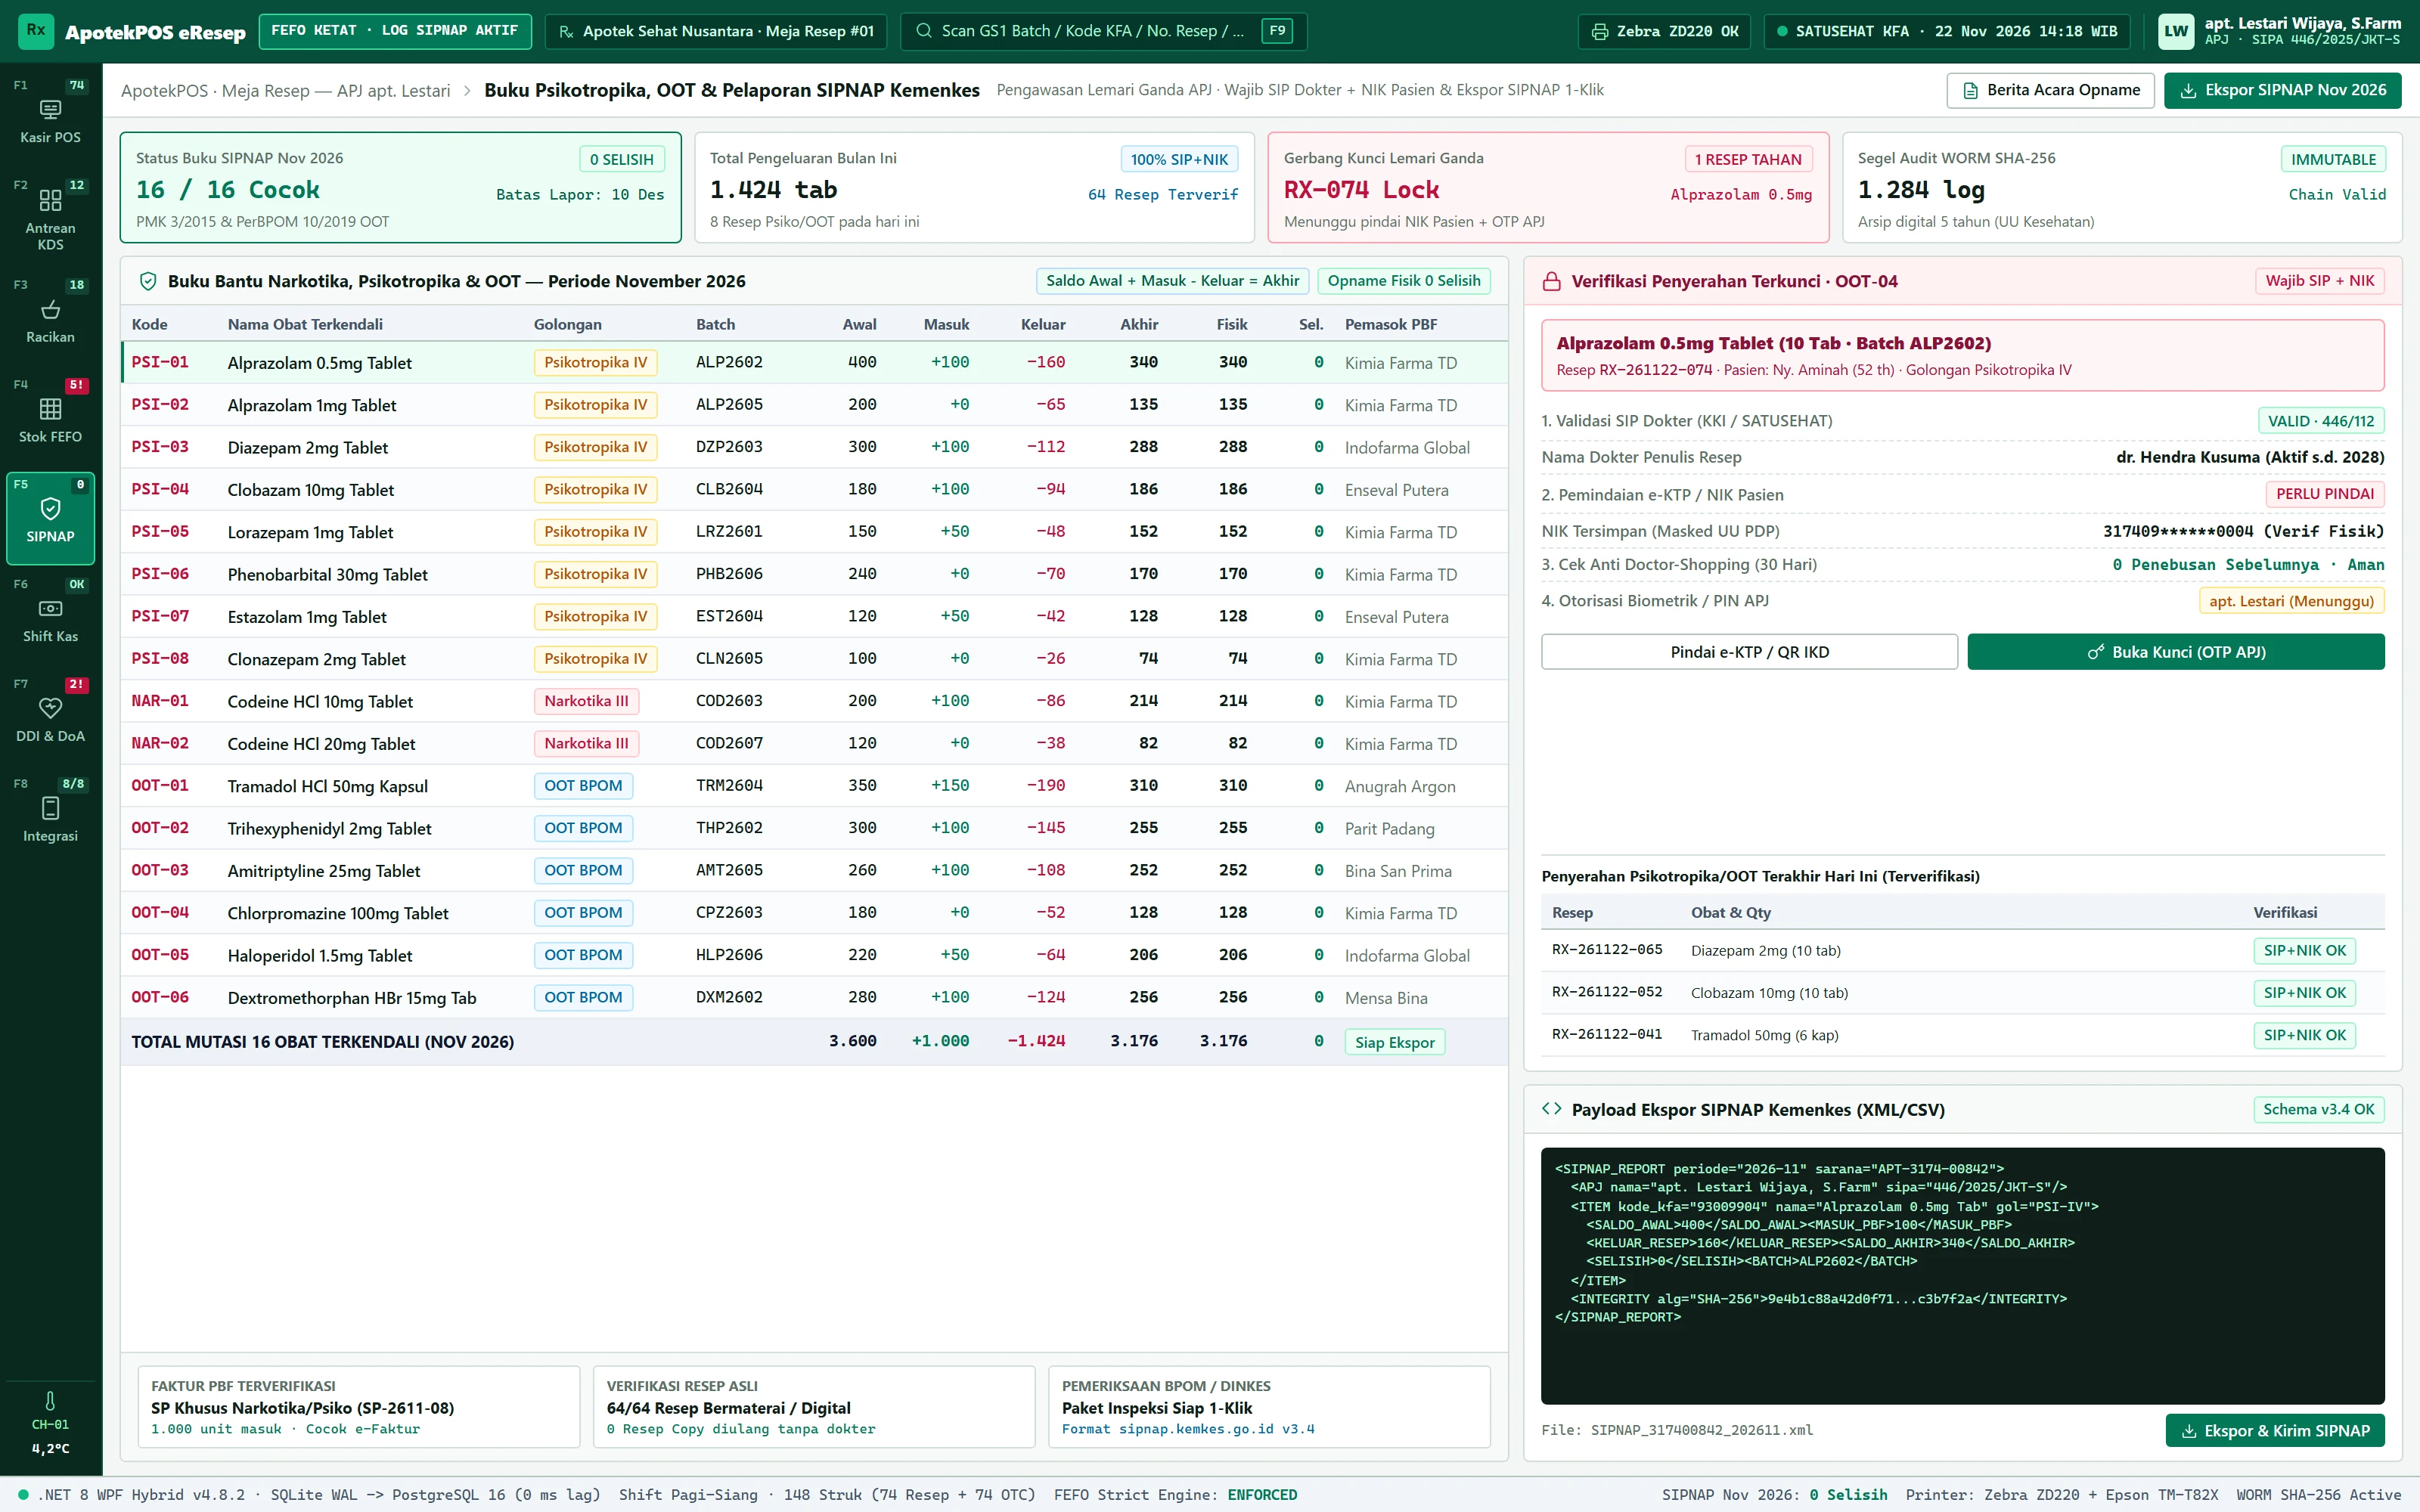 Rx ApotekPOS eResep FEFO KETAT · LOG SIPNAP AKTIF Apotek Sehat Nusantara · Meja Resep #01 Scan GS1 Batch / Kode KFA / No. Resep / ... F9 Zebra ZD220 OK SATUSEHAT KFA · 22 Nov 2026 14:18 WIB LW apt. Lestari Wijaya, S.Farm
APJ · SIPA 446/2025/JKT-S
F1 74
Kasir POS
F2 12
Antrean
KDS
F3 18
Racikan
F4 5!
Stok FEFO
F5 0
SIPNAP
F6 OK
Shift Kas
F7 2!
DDI & DoA
F8 8/8
Integrasi
CH-01
4,2°C
ApotekPOS · Meja Resep — APJ apt. Lestari > Buku Psikotropika, OOT & Pelaporan SIPNAP Kemenkes Pengawasan Lemari Ganda APJ · Wajib SIP Dokter + NIK Pasien & Ekspor SIPNAP 1-Klik Berita Acara Opname Ekspor SIPNAP Nov 2026
Status Buku SIPNAP Nov 2026 0 SELISIH
16 / 16 Cocok Batas Lapor: 10 Des
PMK 3/2015 & PerBPOM 10/2019 OOT
Total Pengeluaran Bulan Ini 100% SIP+NIK
1.424 tab 64 Resep Terverif
8 Resep Psiko/OOT pada hari ini
Gerbang Kunci Lemari Ganda 1 RESEP TAHAN
RX-074 Lock Alprazolam 0.5mg
Menunggu pindai NIK Pasien + OTP APJ
Segel Audit WORM SHA-256 IMMUTABLE
1.284 log Chain Valid
Arsip digital 5 tahun (UU Kesehatan)
Buku Bantu Narkotika, Psikotropika & OOT — Periode November 2026 Saldo Awal + Masuk - Keluar = Akhir Opname Fisik 0 Selisih
Kode Nama Obat Terkendali Golongan Batch Awal Masuk Keluar Akhir Fisik Sel. Pemasok PBF
PSI-01 Alprazolam 0.5mg Tablet Psikotropika IV ALP2602 400 +100 -160 340 340 0 Kimia Farma TD
PSI-02 Alprazolam 1mg Tablet Psikotropika IV ALP2605 200 +0 -65 135 135 0 Kimia Farma TD
PSI-03 Diazepam 2mg Tablet Psikotropika IV DZP2603 300 +100 -112 288 288 0 Indofarma Global
PSI-04 Clobazam 10mg Tablet Psikotropika IV CLB2604 180 +100 -94 186 186 0 Enseval Putera
PSI-05 Lorazepam 1mg Tablet Psikotropika IV LRZ2601 150 +50 -48 152 152 0 Kimia Farma TD
PSI-06 Phenobarbital 30mg Tablet Psikotropika IV PHB2606 240 +0 -70 170 170 0 Kimia Farma TD
PSI-07 Estazolam 1mg Tablet Psikotropika IV EST2604 120 +50 -42 128 128 0 Enseval Putera
PSI-08 Clonazepam 2mg Tablet Psikotropika IV CLN2605 100 +0 -26 74 74 0 Kimia Farma TD
NAR-01 Codeine HCl 10mg Tablet Narkotika III COD2603 200 +100 -86 214 214 0 Kimia Farma TD
NAR-02 Codeine HCl 20mg Tablet Narkotika III COD2607 120 +0 -38 82 82 0 Kimia Farma TD
OOT-01 Tramadol HCl 50mg Kapsul OOT BPOM TRM2604 350 +150 -190 310 310 0 Anugrah Argon
OOT-02 Trihexyphenidyl 2mg Tablet OOT BPOM THP2602 300 +100 -145 255 255 0 Parit Padang
OOT-03 Amitriptyline 25mg Tablet OOT BPOM AMT2605 260 +100 -108 252 252 0 Bina San Prima
OOT-04 Chlorpromazine 100mg Tablet OOT BPOM CPZ2603 180 +0 -52 128 128 0 Kimia Farma TD
OOT-05 Haloperidol 1.5mg Tablet OOT BPOM HLP2606 220 +50 -64 206 206 0 Indofarma Global
OOT-06 Dextromethorphan HBr 15mg Tab OOT BPOM DXM2602 280 +100 -124 256 256 0 Mensa Bina
TOTAL MUTASI 16 OBAT TERKENDALI (NOV 2026) 3.600 +1.000 -1.424 3.176 3.176 0 Siap Ekspor
FAKTUR PBF TERVERIFIKASI
SP Khusus Narkotika/Psiko (SP-2611-08)
1.000 unit masuk · Cocok e-Faktur
VERIFIKASI RESEP ASLI
64/64 Resep Bermaterai / Digital
0 Resep Copy diulang tanpa dokter
PEMERIKSAAN BPOM / DINKES
Paket Inspeksi Siap 1-Klik
Format sipnap.kemkes.go.id v3.4
Verifikasi Penyerahan Terkunci · OOT-04 Wajib SIP + NIK
Alprazolam 0.5mg Tablet (10 Tab · Batch ALP2602)
Resep RX-261122-074 · Pasien: Ny. Aminah (52 th) · Golongan Psikotropika IV
1. Validasi SIP Dokter (KKI / SATUSEHAT) VALID · 446/112
Nama Dokter Penulis Resep dr. Hendra Kusuma (Aktif s.d. 2028)
2. Pemindaian e-KTP / NIK Pasien PERLU PINDAI
NIK Tersimpan (Masked UU PDP) 317409******0004 (Verif Fisik)
3. Cek Anti Doctor-Shopping (30 Hari) 0 Penebusan Sebelumnya · Aman
4. Otorisasi Biometrik / PIN APJ apt. Lestari (Menunggu)
Pindai e-KTP / QR IKD Buka Kunci (OTP APJ)
Penyerahan Psikotropika/OOT Terakhir Hari Ini (Terverifikasi)
Resep Obat & Qty Verifikasi
RX-261122-065 Diazepam 2mg (10 tab) SIP+NIK OK
RX-261122-052 Clobazam 10mg (10 tab) SIP+NIK OK
RX-261122-041 Tramadol 50mg (6 kap) SIP+NIK OK
Payload Ekspor SIPNAP Kemenkes (XML/CSV) Schema v3.4 OK
<SIPNAP_REPORT periode="2026-11" sarana="APT-3174-00842">
<APJ nama="apt. Lestari Wijaya, S.Farm" sipa="446/2025/JKT-S"/>
<ITEM kode_kfa="93009904" nama="Alprazolam 0.5mg Tab" gol="PSI-IV">
<SALDO_AWAL>400</SALDO_AWAL><MASUK_PBF>100</MASUK_PBF>
<KELUAR_RESEP>160</KELUAR_RESEP><SALDO_AKHIR>340</SALDO_AKHIR>
<SELISIH>0</SELISIH><BATCH>ALP2602</BATCH>
</ITEM>
<INTEGRITY alg="SHA-256">9e4b1c88a42d0f71...c3b7f2a</INTEGRITY>
</SIPNAP_REPORT>
File: SIPNAP_317400842_202611.xml Ekspor & Kirim SIPNAP
.NET 8 WPF Hybrid v4.8.2 · SQLite WAL -> PostgreSQL 16 (0 ms lag) Shift Pagi-Siang · 148 Struk (74 Resep + 74 OTC) FEFO Strict Engine: ENFORCED SIPNAP Nov 2026: 0 Selisih Printer: Zebra ZD220 + Epson TM-T82X WORM SHA-256 Active